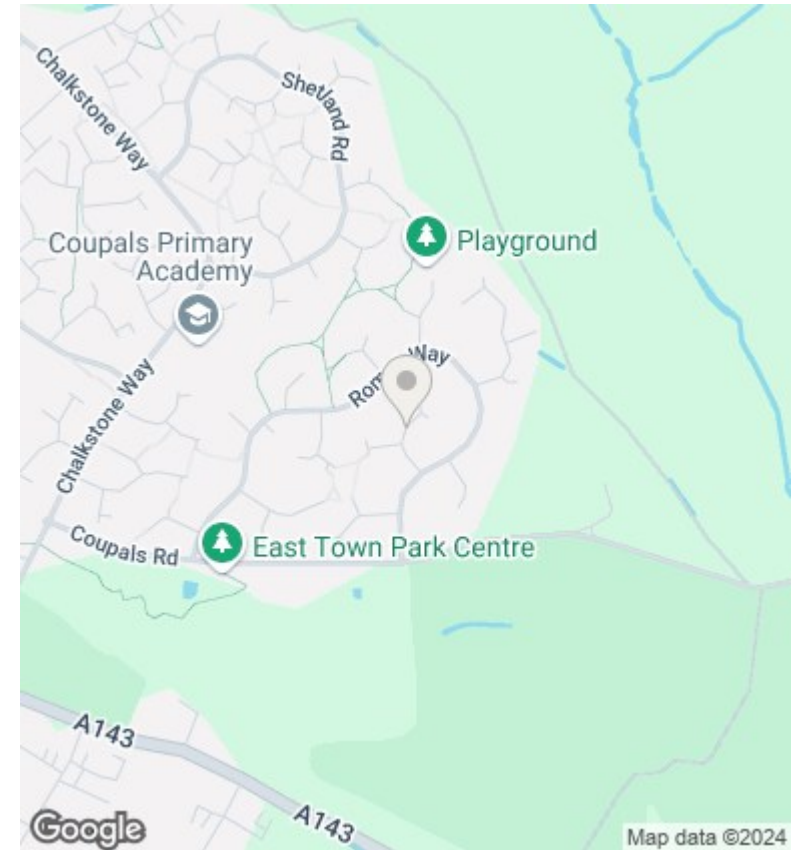 Chalkstone Way
Shetland Rd
Playground
Coupals Primary
Academy
Way
Chalkstone Way
Coupals Rd
East Town Park Centre
A143
A143
Google
Map data ©2024